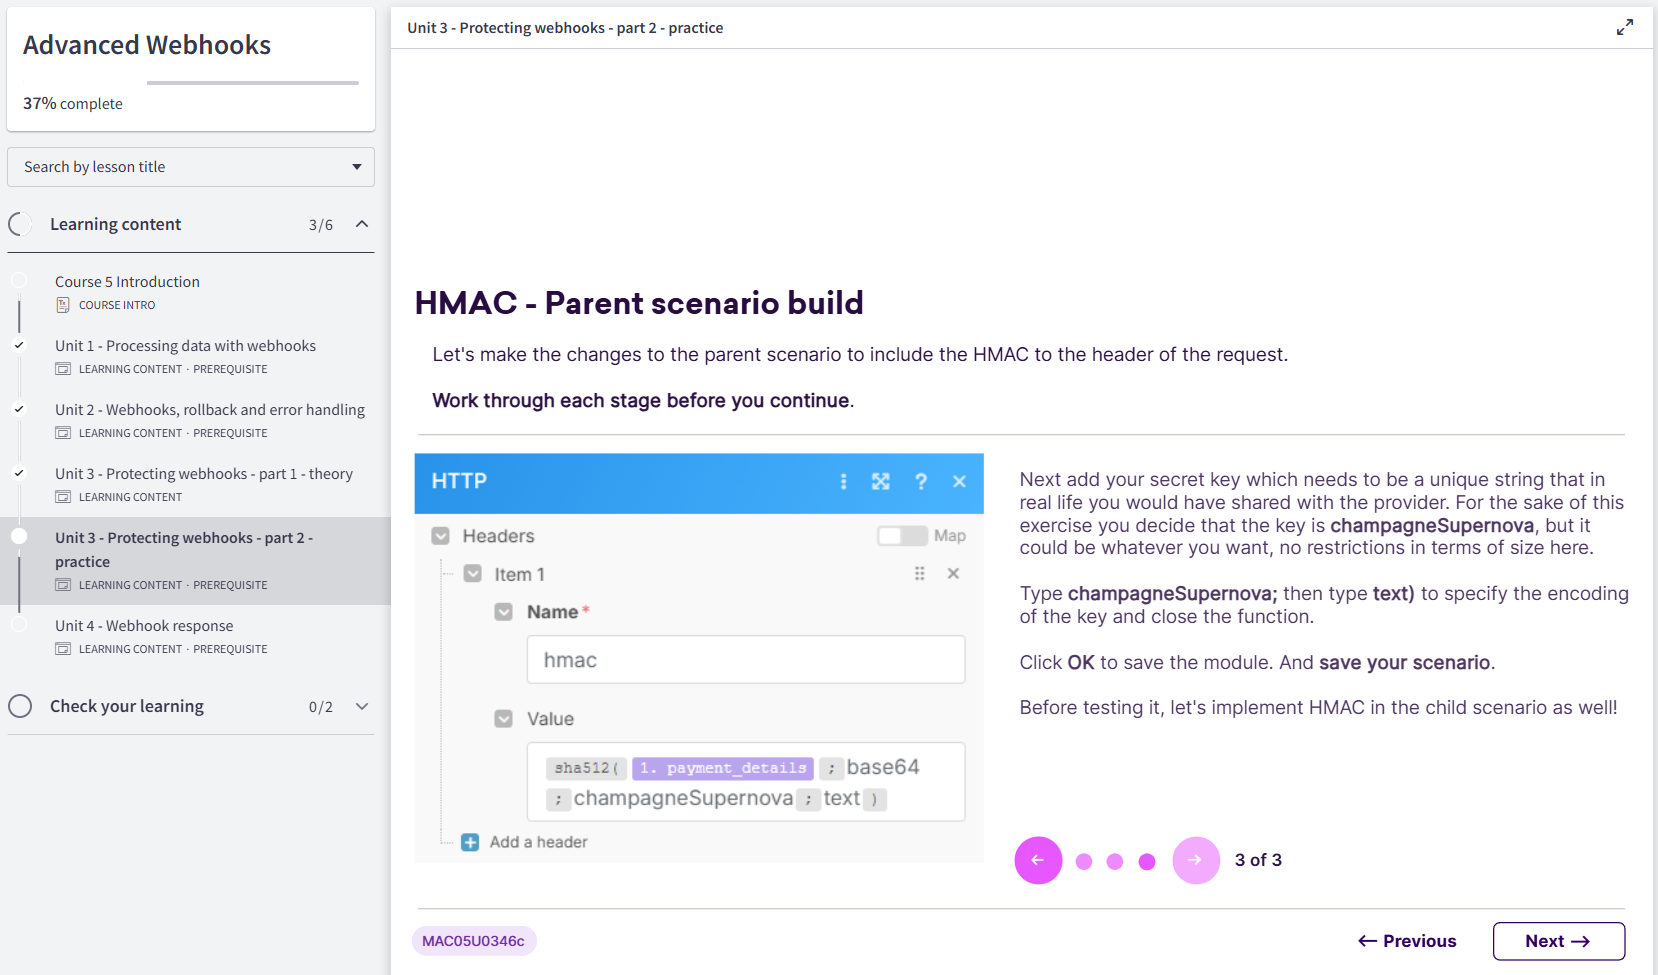 Advanced Webhooks
37% complete
Search by lesson title
Learning content 3/6
Course 5 Introduction
COURSE INTRO
Unit 1 - Processing data with webhooks
LEARNING CONTENT · PREREQUISITE
Unit 2 - Webhooks, rollback and error handling
LEARNING CONTENT · PREREQUISITE
Unit 3 - Protecting webhooks - part 1 - theory
LEARNING CONTENT
Unit 3 - Protecting webhooks - part 2 -
practice
LEARNING CONTENT · PREREQUISITE
Unit 4 - Webhook response
LEARNING CONTENT · PREREQUISITE
Check your learning 0/2
Unit 3 - Protecting webhooks - part 2 - practice
HMAC - Parent scenario build
Let's make the changes to the parent scenario to include the HMAC to the header of the request.
Work through each stage before you continue.
HTTP ?
Headers Map
Item 1
Name *
hmac
Value
sha512( 1. payment_details ; base64
; champagneSupernova ; text )
Add a header
Next add your secret key which needs to be a unique string that in
real life you would have shared with the provider. For the sake of this
exercise you decide that the key is champagneSupernova, but it
could be whatever you want, no restrictions in terms of size here.
Type champagneSupernova; then type text) to specify the encoding
of the key and close the function.
Click OK to save the module. And save your scenario.
Before testing it, let's implement HMAC in the child scenario as well!
← → 3 of 3
MAC05U0346c
← Previous Next →